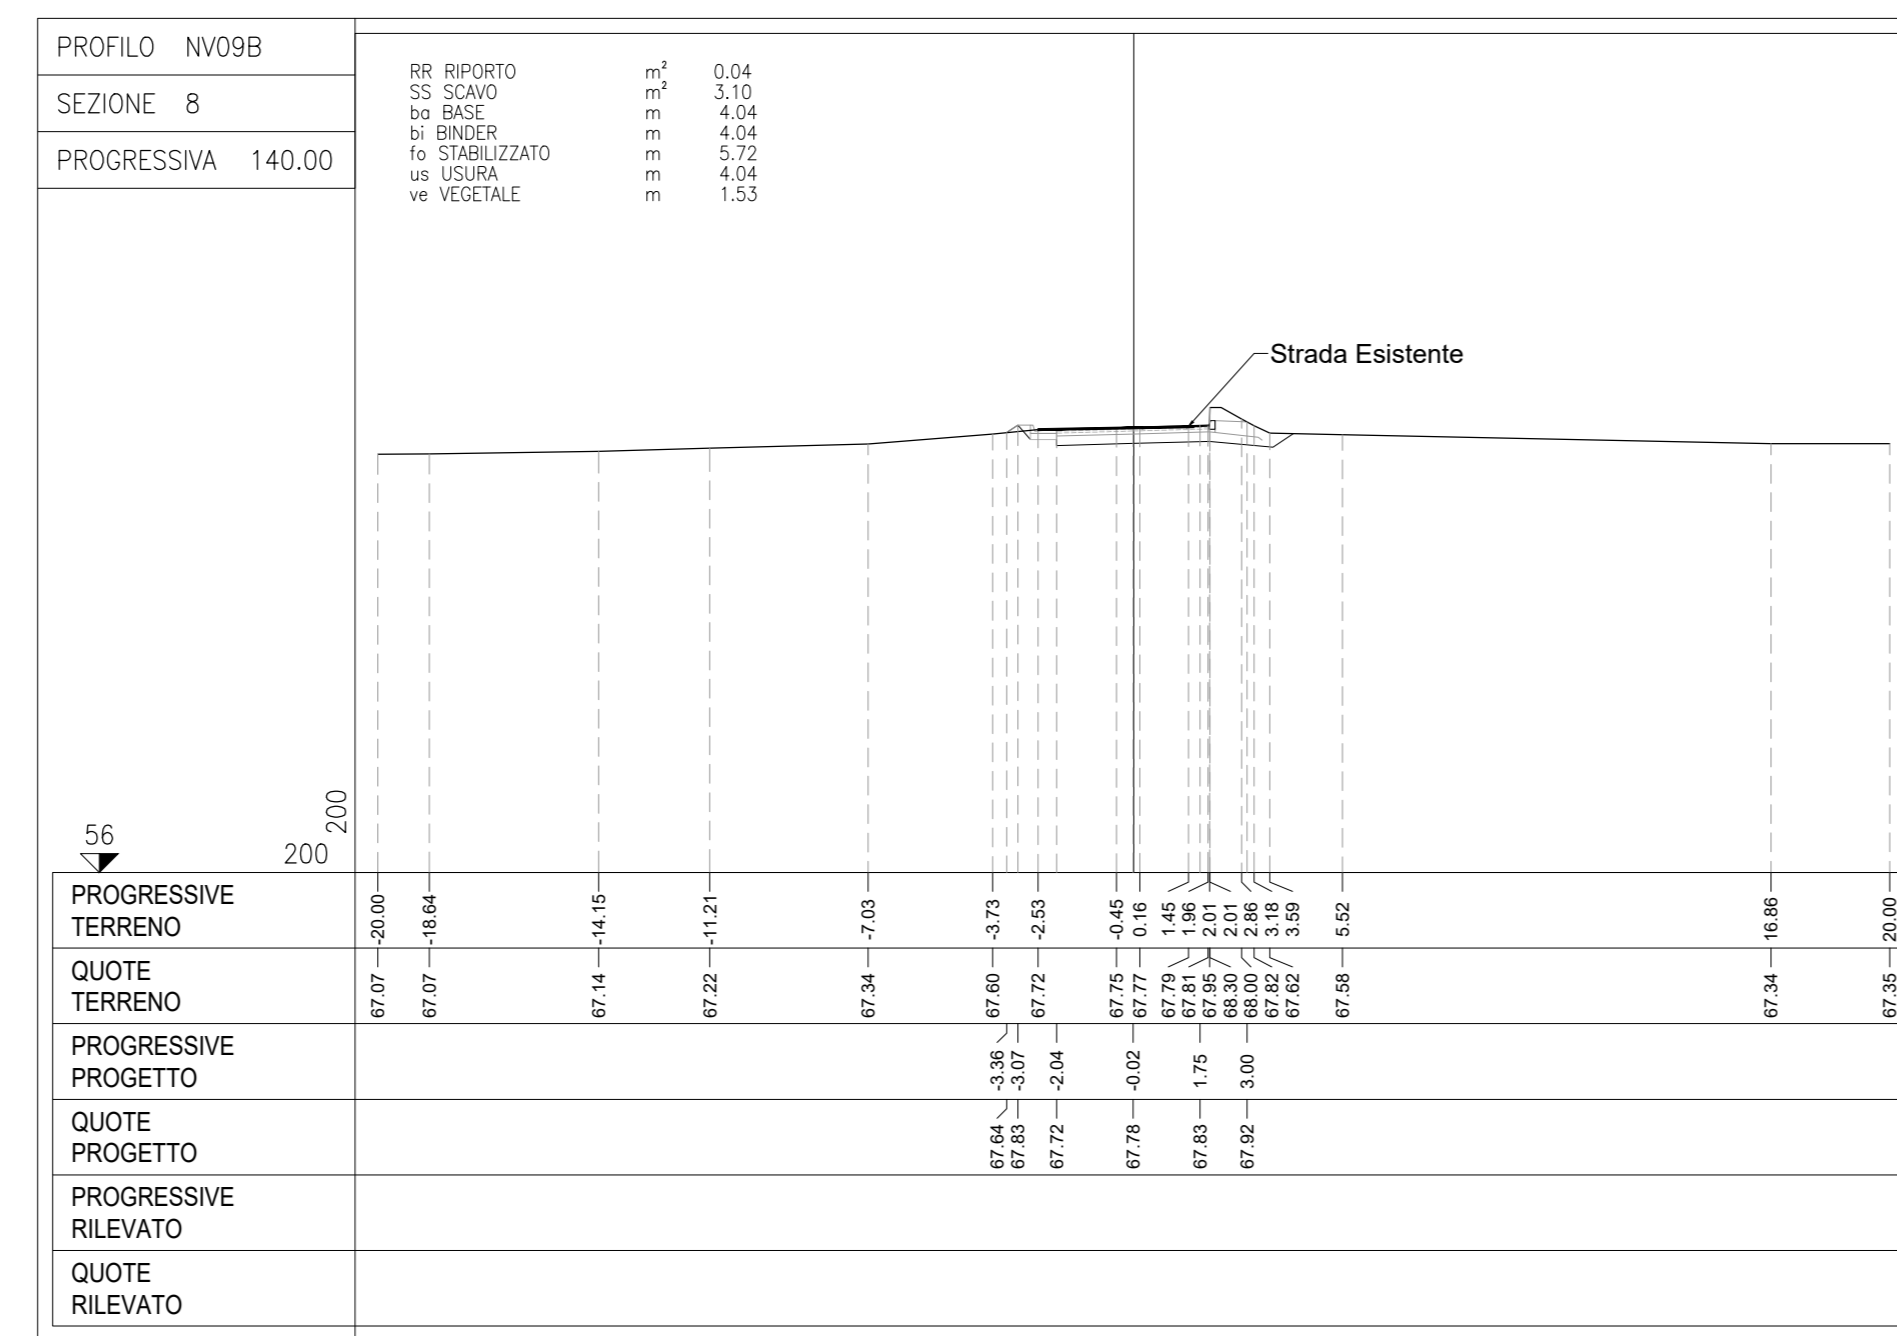 PROFILO NV09B
SEZIONE 8
PROGRESSIVA 140.00
RR RIPORTO m² 0.04
SS SCAVO m² 3.10
ba BASE m 4.04
bi BINDER m 4.04
fo STABILIZZATO m 5.72
us USURA m 4.04
ve VEGETALE m 1.53
Strada Esistente
56
200
200
PROGRESSIVE
TERRENO
-20.00 -18.64 -14.15 -11.21 -7.03 -3.73 -2.53 -0.45 0.16 1.45 1.96 2.01 2.01 2.86 3.18 3.59 5.52 16.86 20.00
QUOTE
TERRENO
67.07 67.07 67.14 67.22 67.34 67.60 67.72 67.75 67.77 67.79 67.81 67.95 68.30 68.00 67.82 67.62 67.58 67.34 67.35
PROGRESSIVE
PROGETTO
-3.36 -3.07 -2.04 -0.02 1.75 3.00
QUOTE
PROGETTO
67.64 67.83 67.72 67.78 67.83 67.92
PROGRESSIVE
RILEVATO
QUOTE
RILEVATO